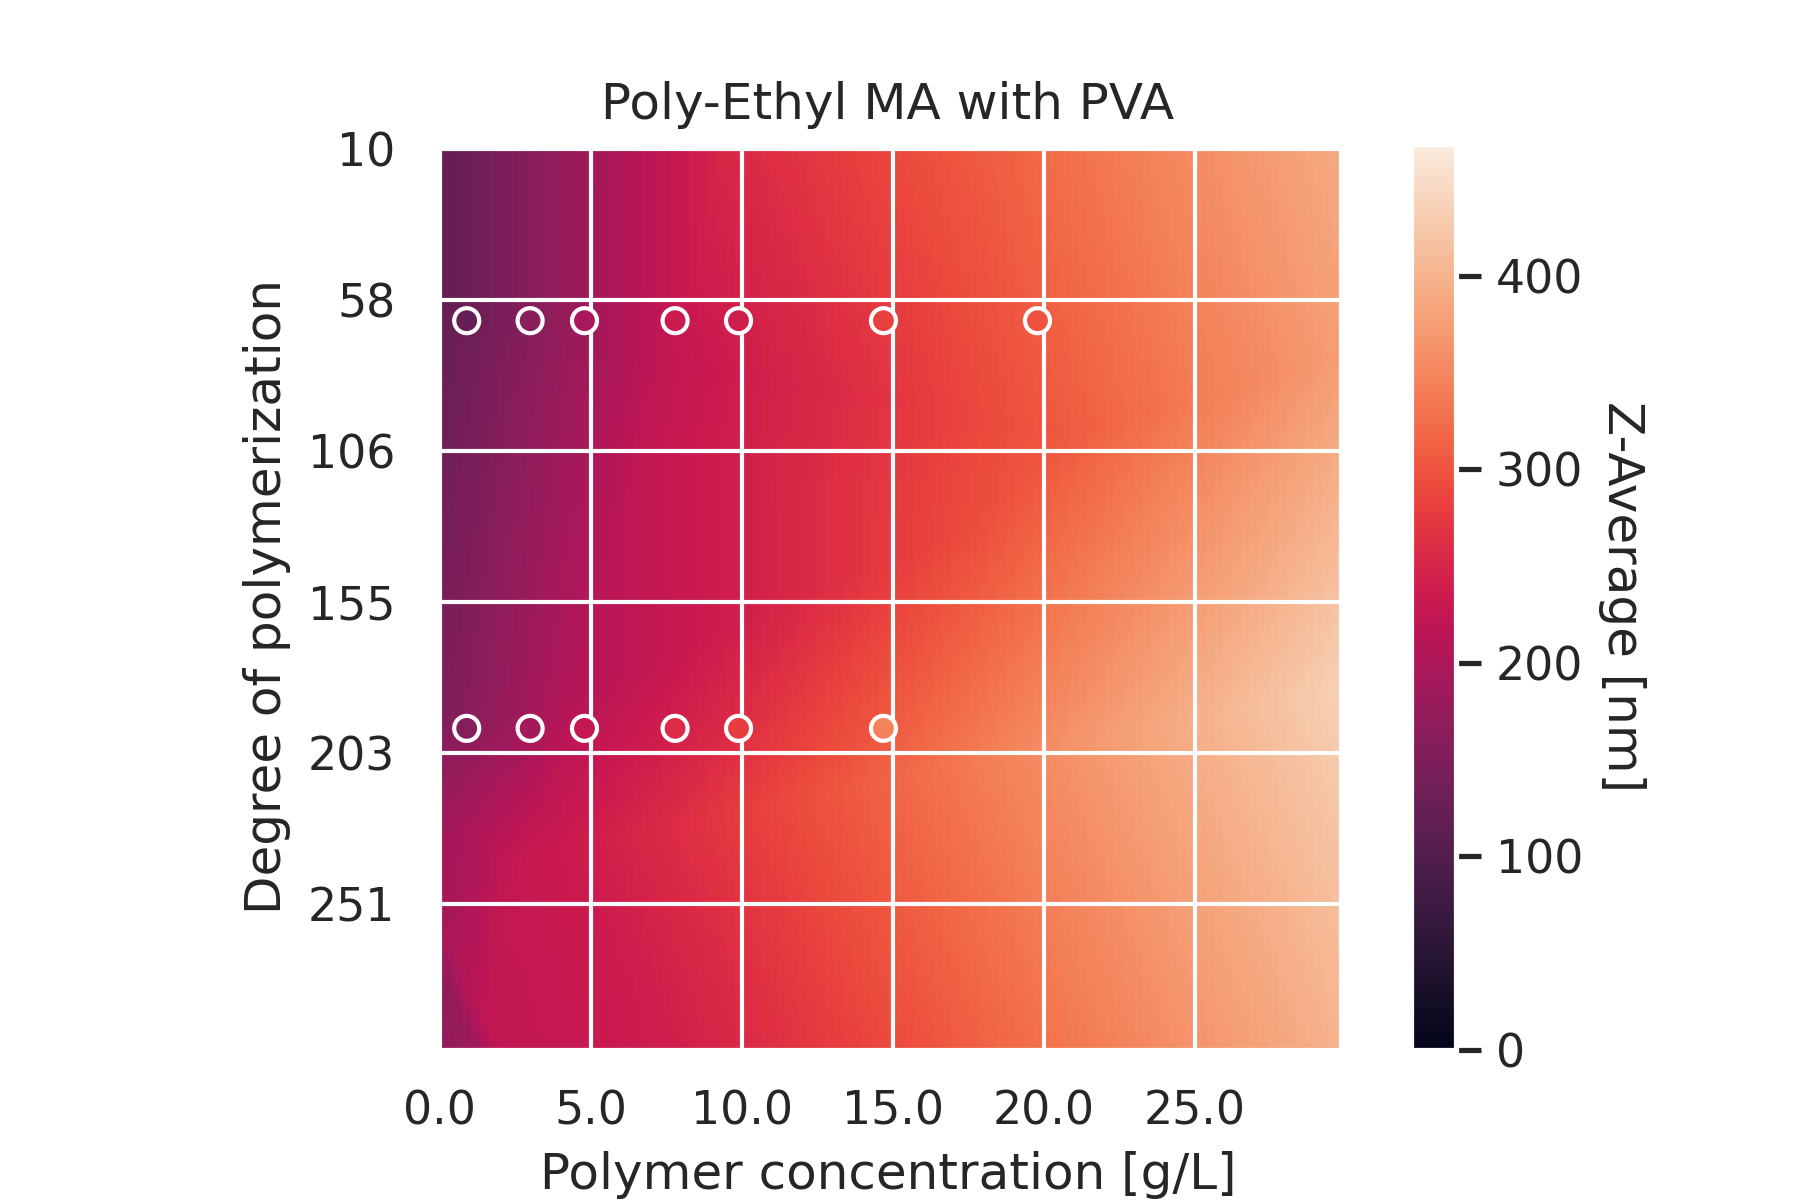 Poly-Ethyl MA with PVA
10
58
106
155
203
251
Degree of polymerization
0.0 5.0 10.0 15.0 20.0 25.0
Polymer concentration [g/L]
400
300
200
100
0
Z-Average [nm]